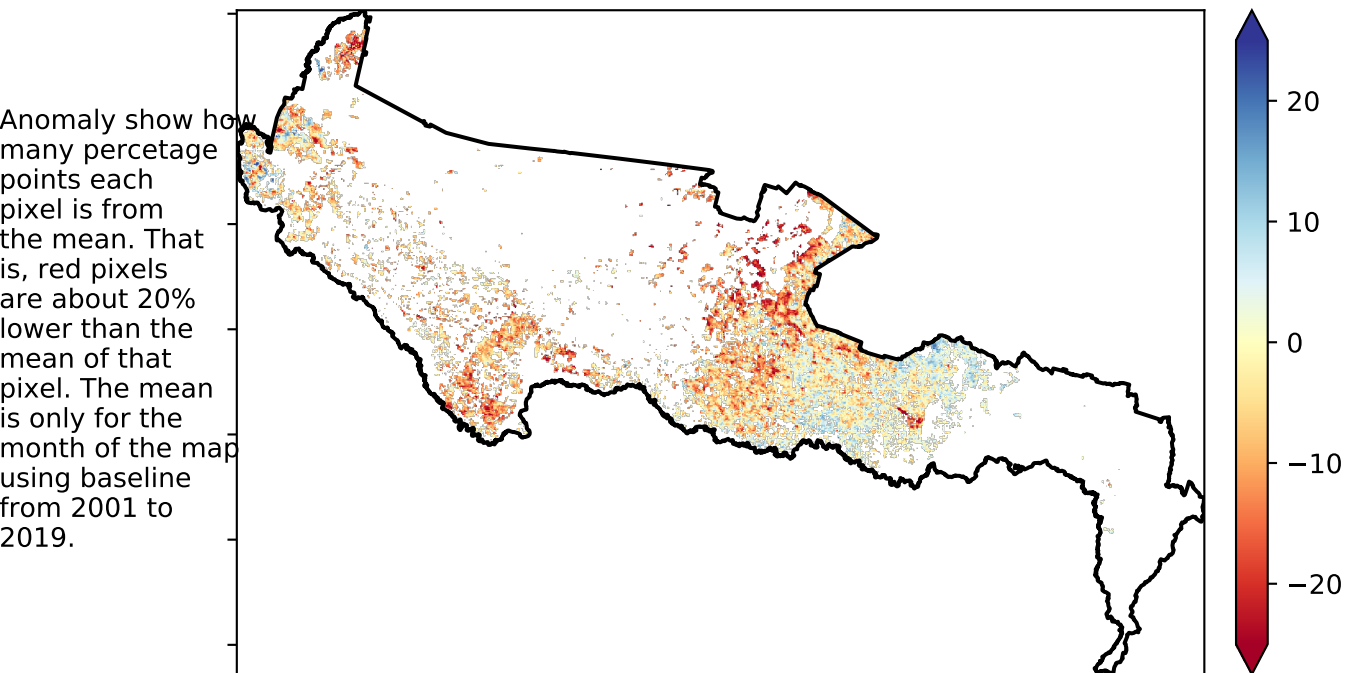 Anomaly show how
many percetage
points each
pixel is from
the mean. That
is, red pixels
are about 20%
lower than the
mean of that
pixel. The mean
is only for the
month of the map
using baseline
from 2001 to
2019.
20
10
0
−10
−20